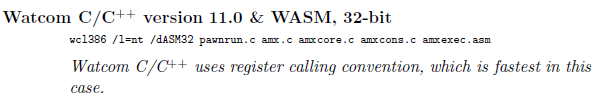 Watcom C/C++ version 11.0 & WASM, 32-bit
wcl386 /l=nt /dASM32 pawnrun.c amx.c amxcore.c amxcons.c amxexec.asm
Watcom C/C++ uses register calling convention, which is fastest in this
case.